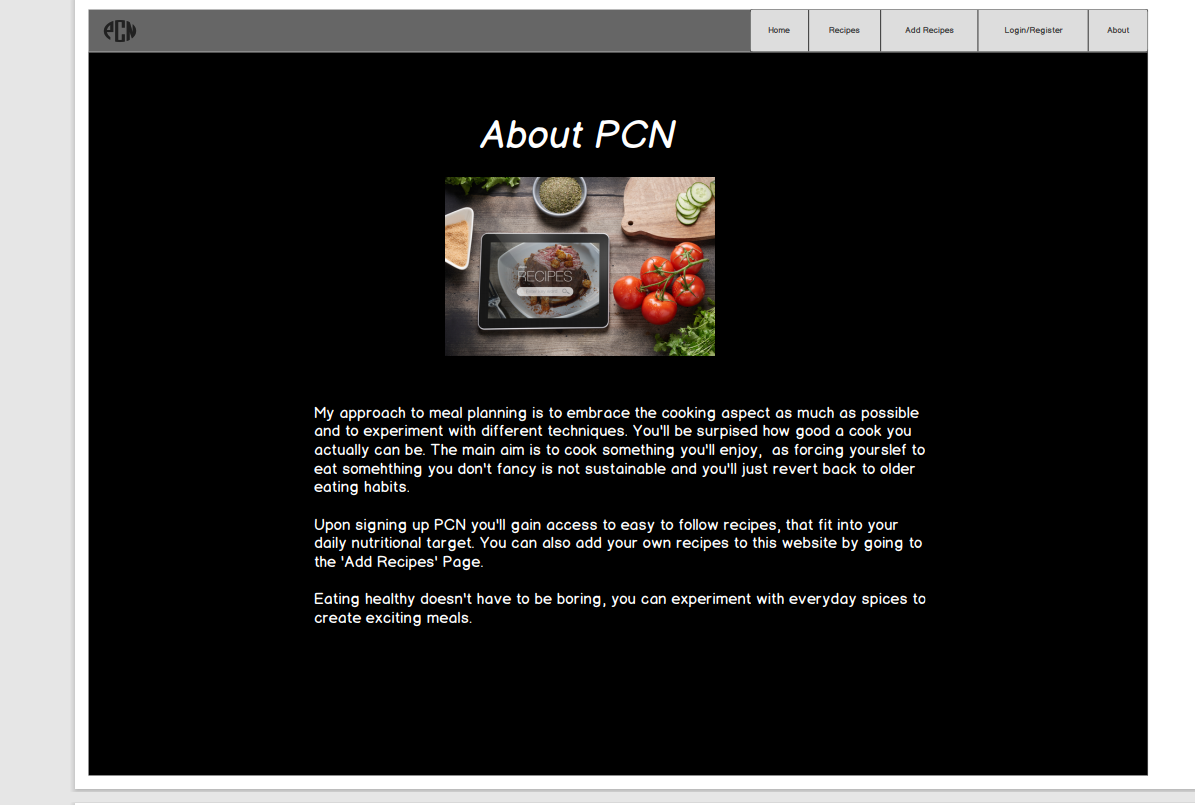 PCN
Home
Recipes
Add Recipes
Login/Register
About
About PCN
RECIPES
My approach to meal planning is to embrace the cooking aspect as much as possible
and to experiment with different techniques. You'll be surpised how good a cook you
actually can be. The main aim is to cook something you'll enjoy,  as forcing yourslef to
eat somehthing you don't fancy is not sustainable and you'll just revert back to older
eating habits.
Upon signing up PCN you'll gain access to easy to follow recipes, that fit into your
daily nutritional target. You can also add your own recipes to this website by going to
the 'Add Recipes' Page.
Eating healthy doesn't have to be boring, you can experiment with everyday spices to
create exciting meals.